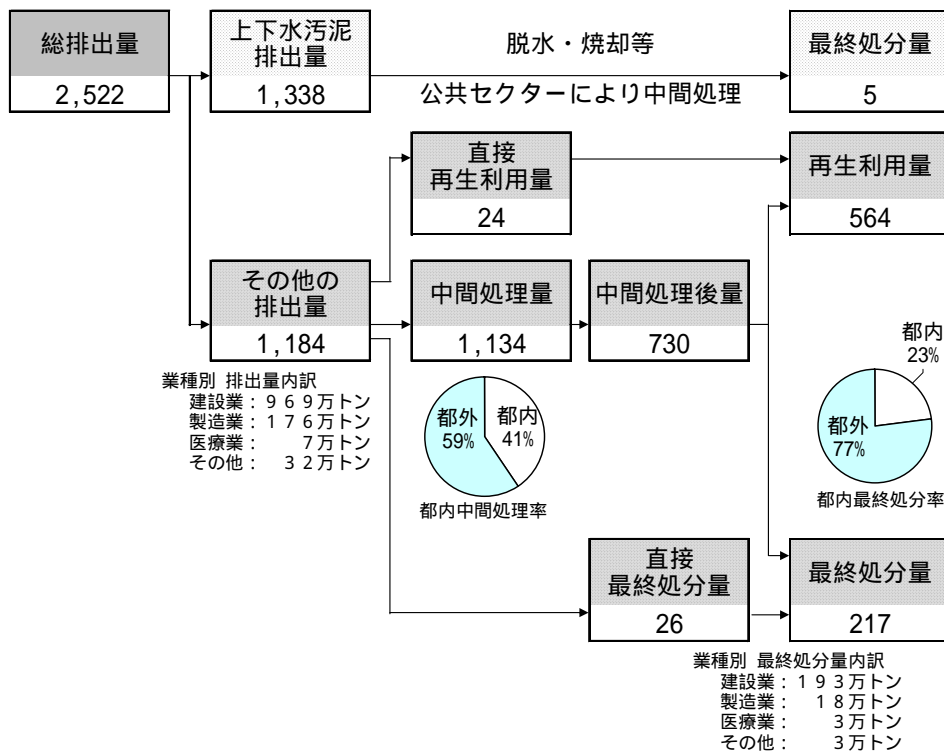 総排出量
2,522
上下水汚泥
排出量
1,338
脱水・焼却等
公共セクターにより中間処理
最終処分量
5
直接
再生利用量
24
再生利用量
564
その他の
排出量
1,184
中間処理量
1,134
中間処理後量
730
業種別 排出量内訳
建設業：９６９万トン
製造業：１７６万トン
医療業：　　７万トン
その他：　３２万トン
都外
59%
都内
41%
都内中間処理率
都内
23%
都外
77%
都内最終処分率
直接
最終処分量
26
最終処分量
217
業種別 最終処分量内訳
建設業：１９３万トン
製造業：　１８万トン
医療業：　　３万トン
その他：　　３万トン